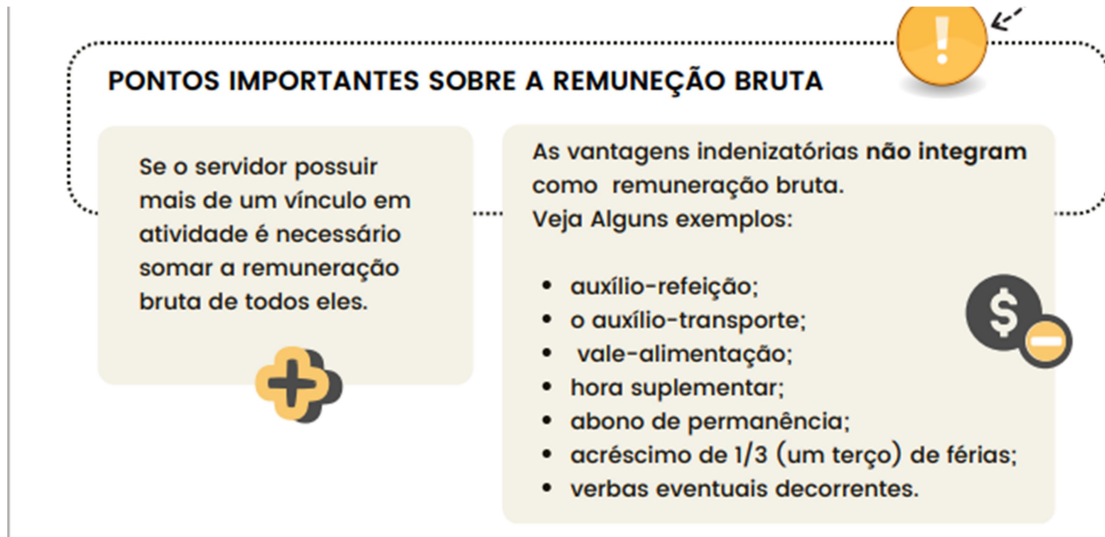 PONTOS IMPORTANTES SOBRE A REMUNEÇÃO BRUTA
Se o servidor possuir
mais de um vínculo em
atividade é necessário
somar a remuneração
bruta de todos eles.
As vantagens indenizatórias não integram
como remuneração bruta.
Veja Alguns exemplos:
• auxílio-refeição;
• o auxílio-transporte;
• vale-alimentação;
• hora suplementar;
• abono de permanência;
• acréscimo de 1/3 (um terço) de férias;
• verbas eventuais decorrentes.